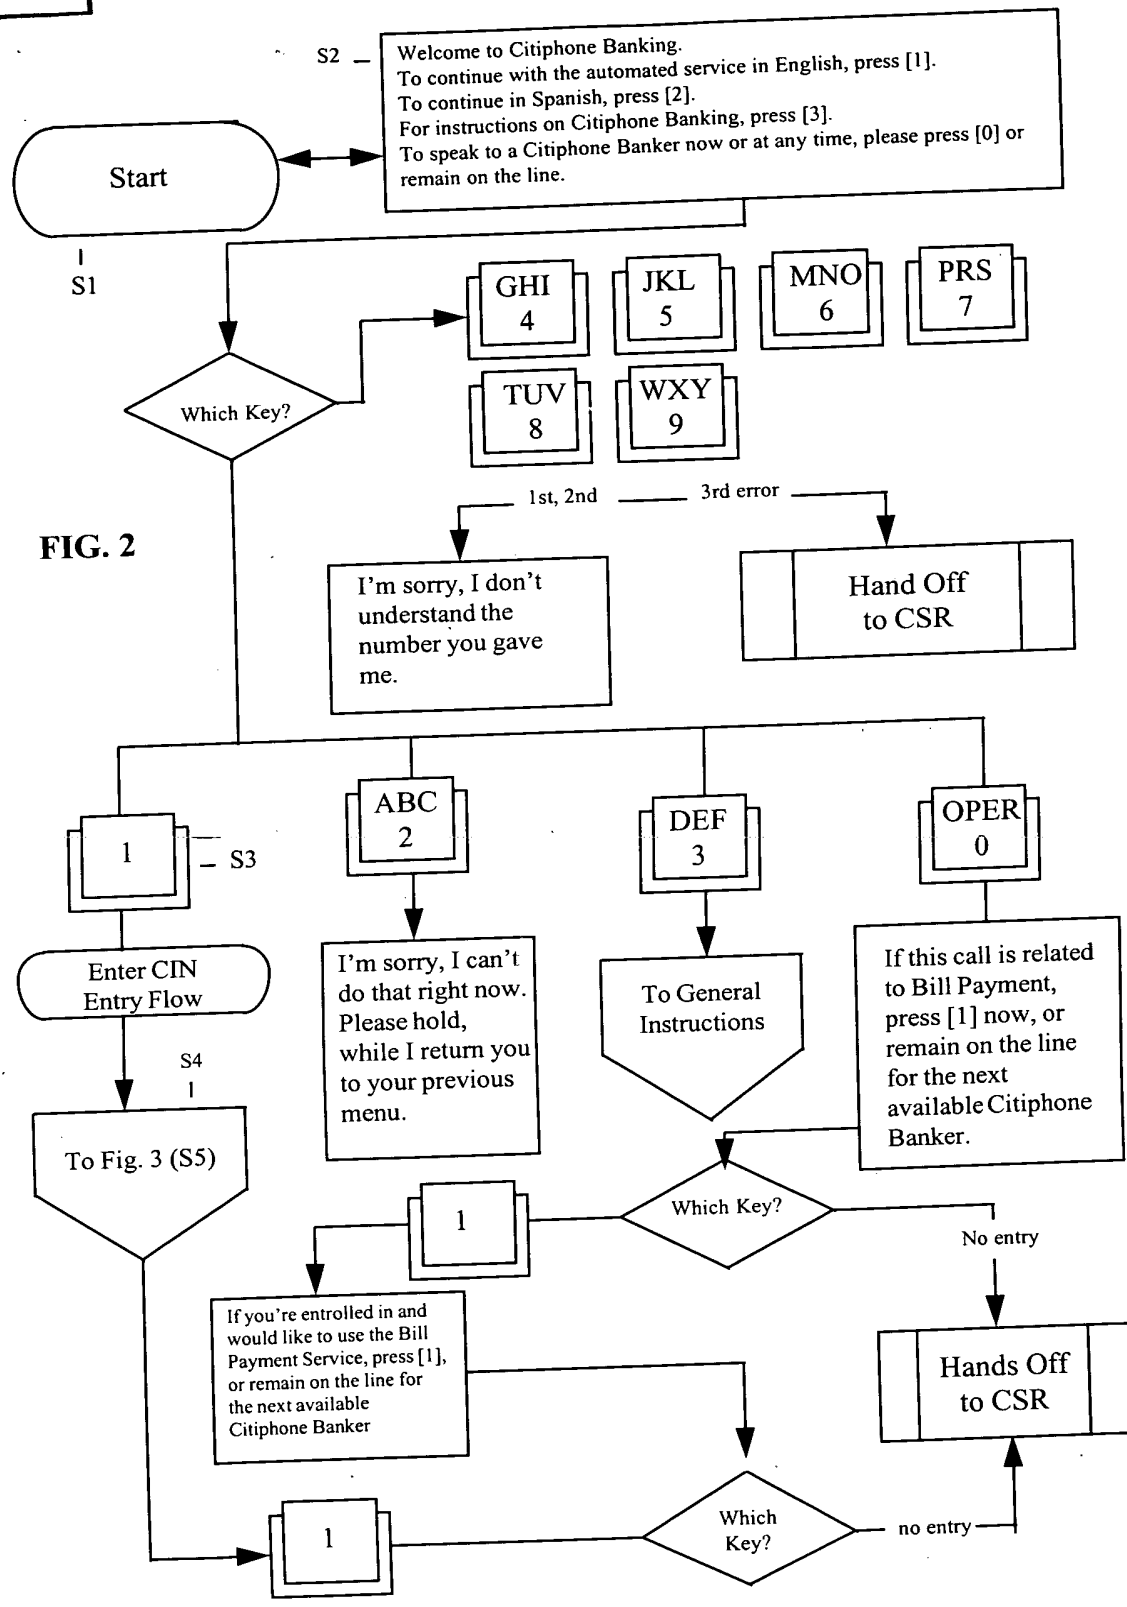 S2
Welcome to Citiphone Banking.
To continue with the automated service in English, press [1].
To continue in Spanish, press [2].
For instructions on Citiphone Banking, press [3].
To speak to a Citiphone Banker now or at any time, please press [0] or
remain on the line.
Start
S1
GHI
4
JKL
5
MNO
6
PRS
7
Which Key?
TUV
8
WXY
9
1st, 2nd
3rd error
FIG. 2
I'm sorry, I don't
understand the
number you gave
me.
Hand Off
to CSR
1
S3
ABC
2
DEF
3
OPER
0
Enter CIN
Entry Flow
S4
To Fig. 3 (S5)
I'm sorry, I can't
do that right now.
Please hold,
while I return you
to your previous
menu.
To General
Instructions
If this call is related
to Bill Payment,
press [1] now, or
remain on the line
for the next
available Citiphone
Banker.
Which Key?
1
No entry
If you're entrolled in and
would like to use the Bill
Payment Service, press [1],
or remain on the line for
the next available
Citiphone Banker
Hands Off
to CSR
1
Which
Key?
no entry